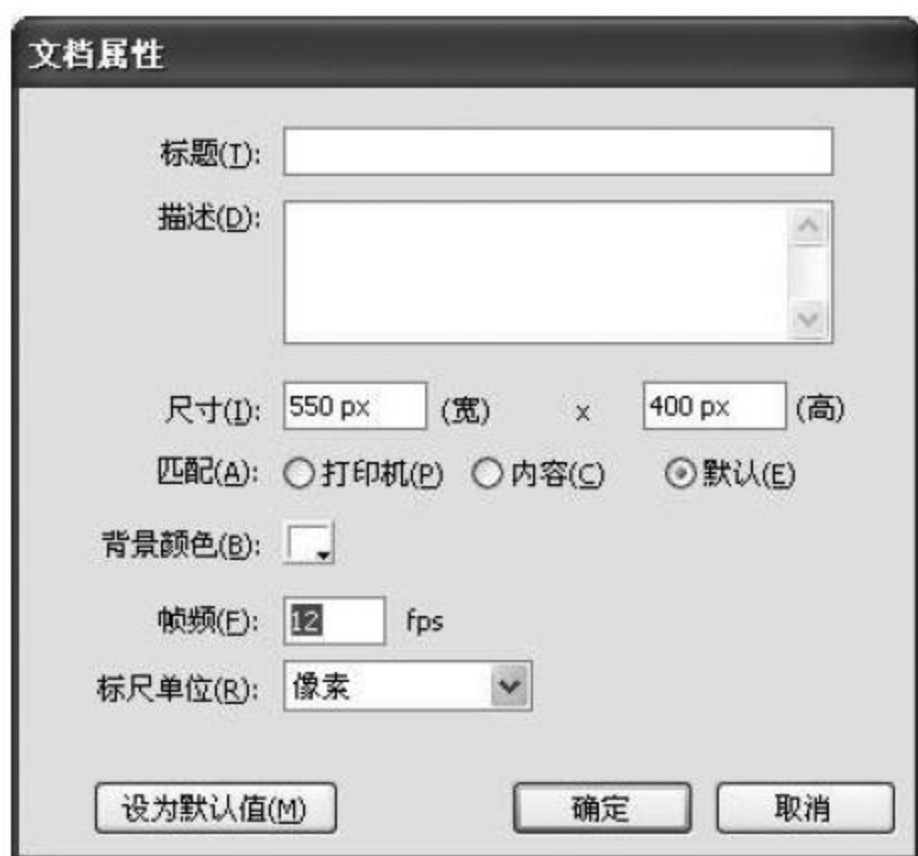 文档属性
标题(T):
描述(D):
尺寸(I): 550 px (宽) x 400 px (高)
匹配(A): 打印机(P) 内容(C) 默认(E)
背景颜色(B):
帧频(F): 12 fps
标尺单位(R): 像素
设为默认值(M) 确定 取消